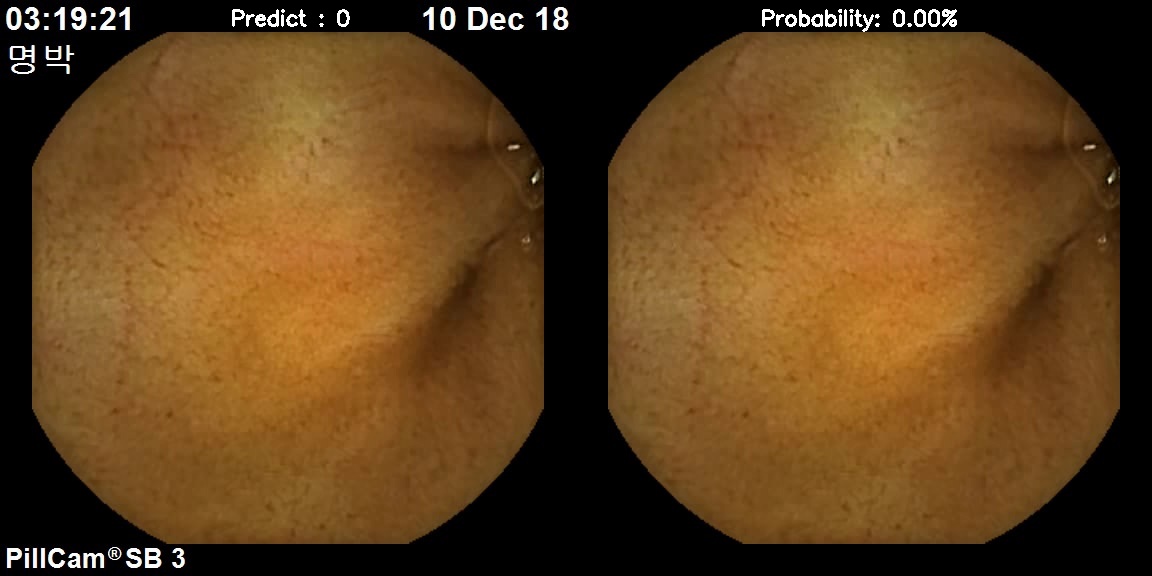 03:19:21
Predict : 0
10 Dec 18
Probability: 0.00%
명박
PillCam® SB 3